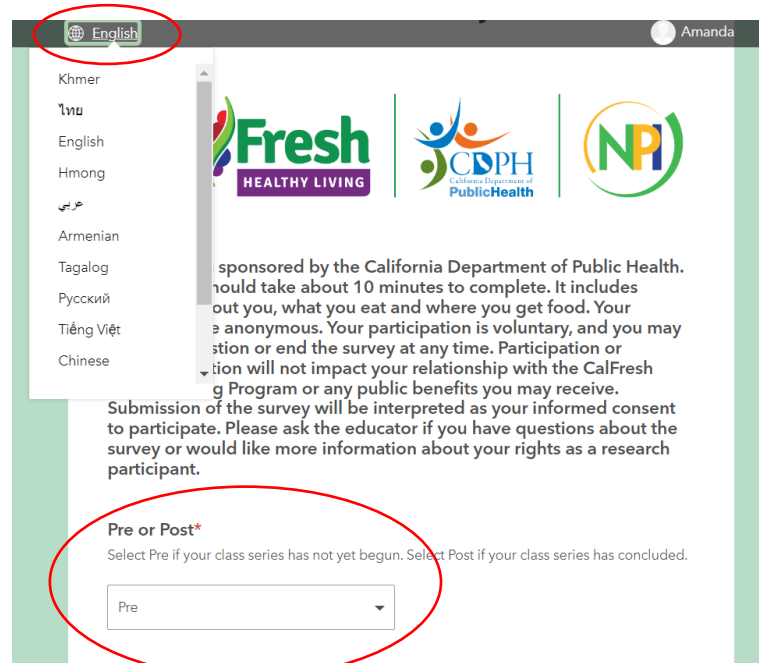 English
Amanda
Khmer
ไทย
English
Hmong
عربي
Armenian
Tagalog
Русский
Tiếng Việt
Chinese
Fresh
HEALTHY LIVING
CDPH
California Department of
PublicHealth
NPI
sponsored by the California Department of Public Health.
ould take about 10 minutes to complete. It includes
out you, what you eat and where you get food. Your
e anonymous. Your participation is voluntary, and you may
stion or end the survey at any time. Participation or
tion will not impact your relationship with the CalFresh
g Program or any public benefits you may receive.
Submission of the survey will be interpreted as your informed consent
to participate. Please ask the educator if you have questions about the
survey or would like more information about your rights as a research
participant.
Pre or Post*
Select Pre if your class series has not yet begun. Select Post if your class series has concluded.
Pre